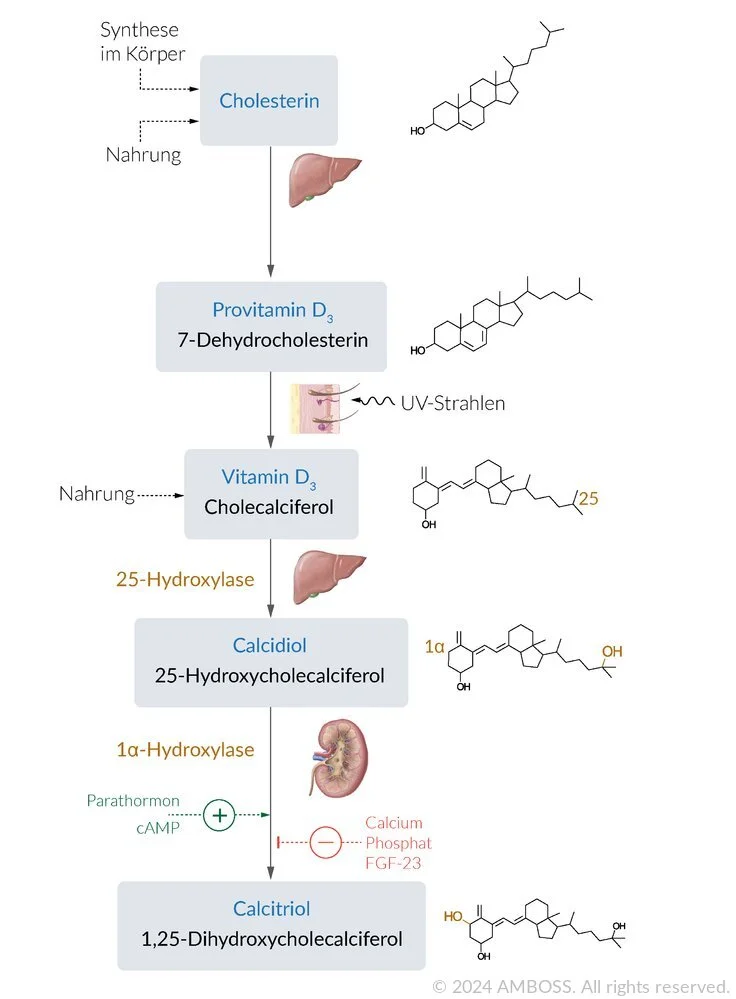 Synthese
im Körper
Cholesterin
Nahrung
HO
Provitamin D₃
7-Dehydrocholesterin
HO
UV-Strahlen
Vitamin D₃
Cholecalciferol
Nahrung
25
OH
25-Hydroxylase
Calcidiol
25-Hydroxycholecalciferol
1α
OH
OH
1α-Hydroxylase
Parathormon
cAMP
+
−
Calcium
Phosphat
FGF-23
Calcitriol
1,25-Dihydroxycholecalciferol
HO
OH
OH
© 2024 AMBOSS. All rights reserved.